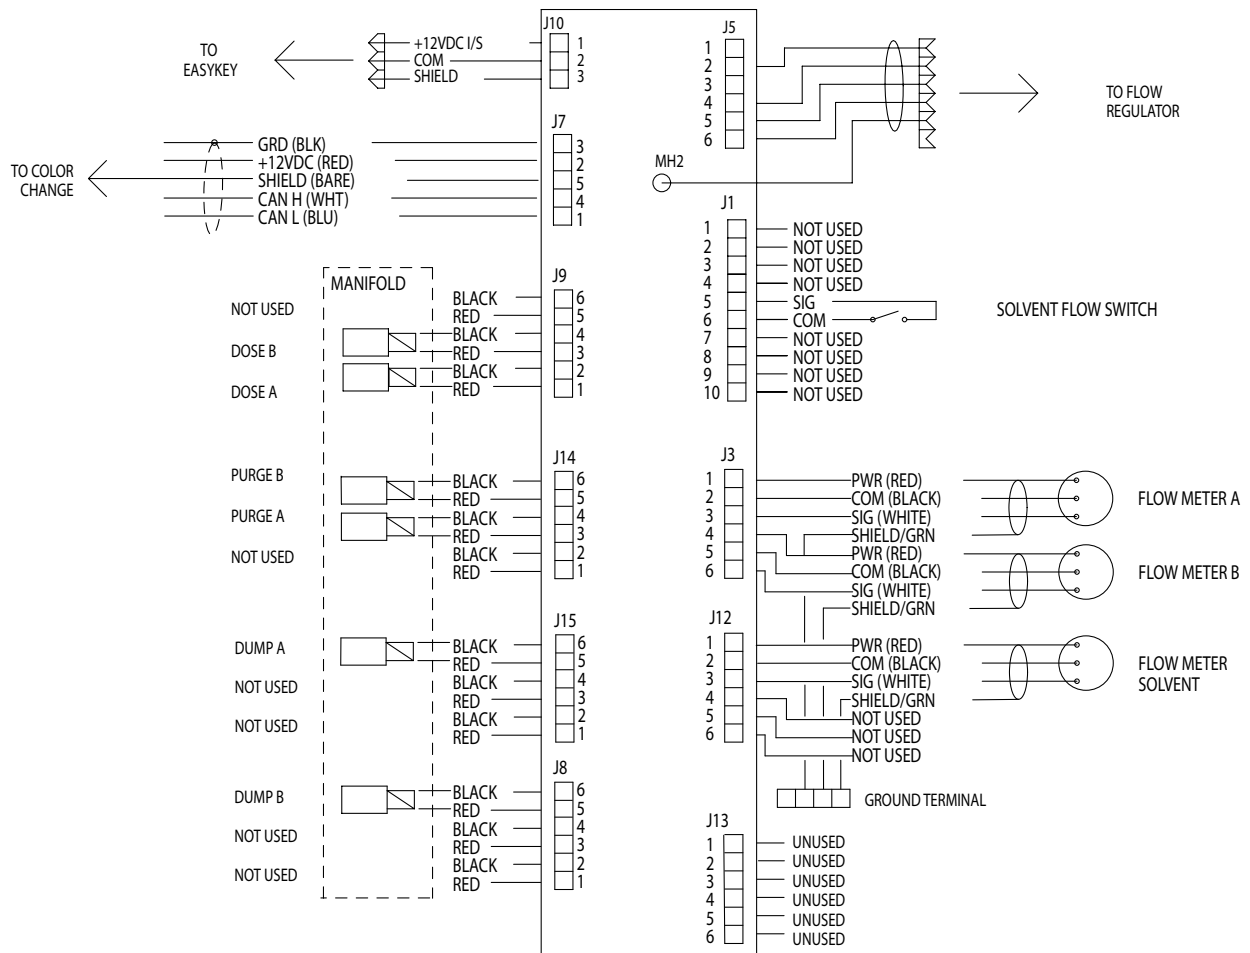 J10
TO
EASYKEY
+12VDC I/S 1
COM 2
SHIELD 3
J7
TO COLOR
CHANGE
GRD (BLK) 3
+12VDC (RED) 2
SHIELD (BARE) 5
CAN H (WHT) 4
CAN L (BLU) 1
MANIFOLD
J9
NOT USED
DOSE B
DOSE A
BLACK 6
RED 5
BLACK 4
RED 3
BLACK 2
RED 1
J14
PURGE B
PURGE A
NOT USED
BLACK 6
RED 5
BLACK 4
RED 3
BLACK 2
RED 1
J15
DUMP A
NOT USED
NOT USED
BLACK 6
RED 5
BLACK 4
RED 3
BLACK 2
RED 1
J8
DUMP B
NOT USED
NOT USED
BLACK 6
RED 5
BLACK 4
RED 3
BLACK 2
RED 1
J5
1
2
3
4
5
6
TO FLOW
REGULATOR
MH2
J1
1 NOT USED
2 NOT USED
3 NOT USED
4 NOT USED
5 SIG
6 COM
7 NOT USED
8 NOT USED
9 NOT USED
10 NOT USED
SOLVENT FLOW SWITCH
J3
1
2
3
4
5
6
PWR (RED)
COM (BLACK)
SIG (WHITE)
SHIELD/GRN
FLOW METER A
PWR (RED)
COM (BLACK)
SIG (WHITE)
SHIELD/GRN
FLOW METER B
J12
1
2
3
4
5
6
PWR (RED)
COM (BLACK)
SIG (WHITE)
SHIELD/GRN
NOT USED
NOT USED
NOT USED
FLOW METER
SOLVENT
GROUND TERMINAL
J13
1 UNUSED
2 UNUSED
3 UNUSED
4 UNUSED
5 UNUSED
6 UNUSED